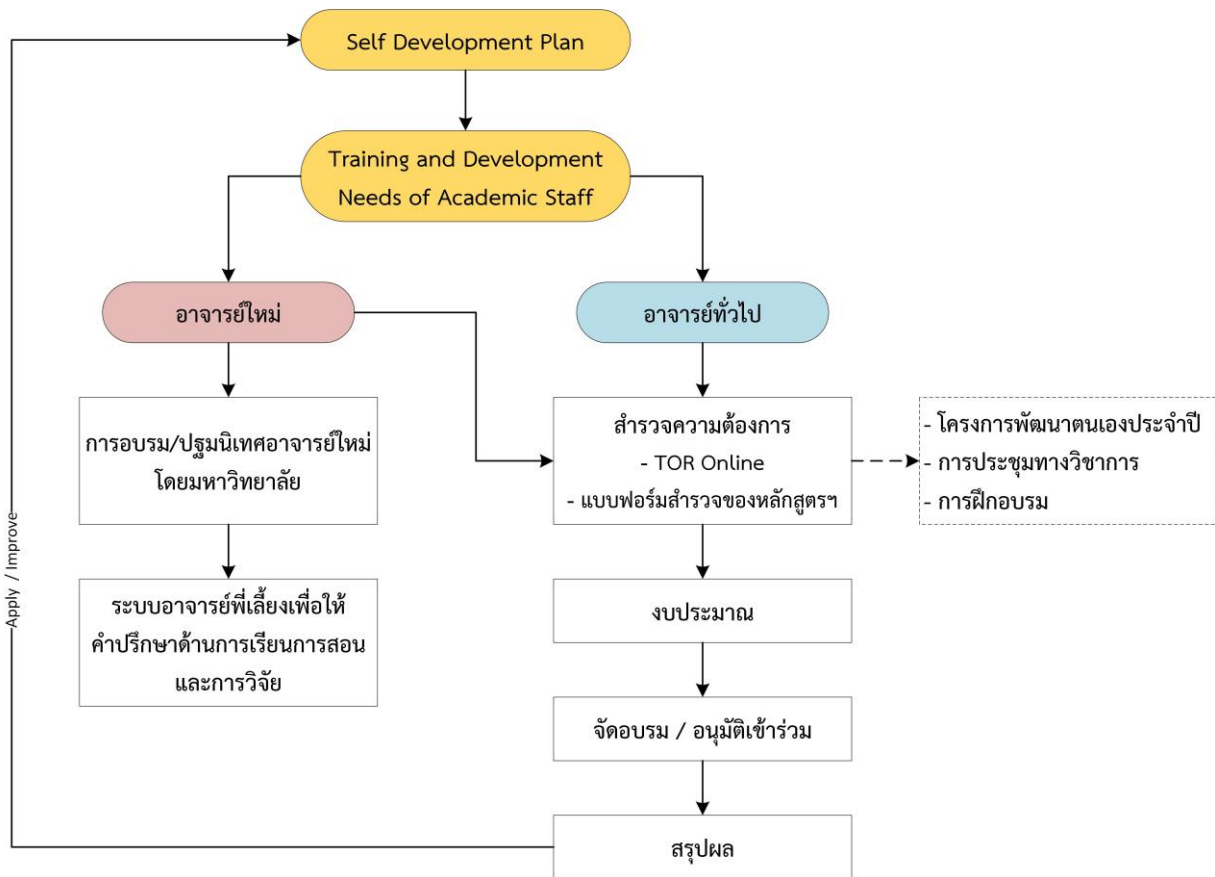 Self Development Plan
Training and Development
Needs of Academic Staff
อาจารย์ใหม่
อาจารย์ทั่วไป
การอบรม/ปฐมนิเทศอาจารย์ใหม่
โดยมหาวิทยาลัย
สำรวจความต้องการ
- TOR Online
- แบบฟอร์มสำรวจของหลักสูตรฯ
- โครงการพัฒนาตนเองประจำปี
- การประชุมทางวิชาการ
- การฝึกอบรม
ระบบอาจารย์พี่เลี้ยงเพื่อให้
คำปรึกษาด้านการเรียนการสอน
และการวิจัย
งบประมาณ
จัดอบรม / อนุมัติเข้าร่วม
สรุปผล
Apply / Improve